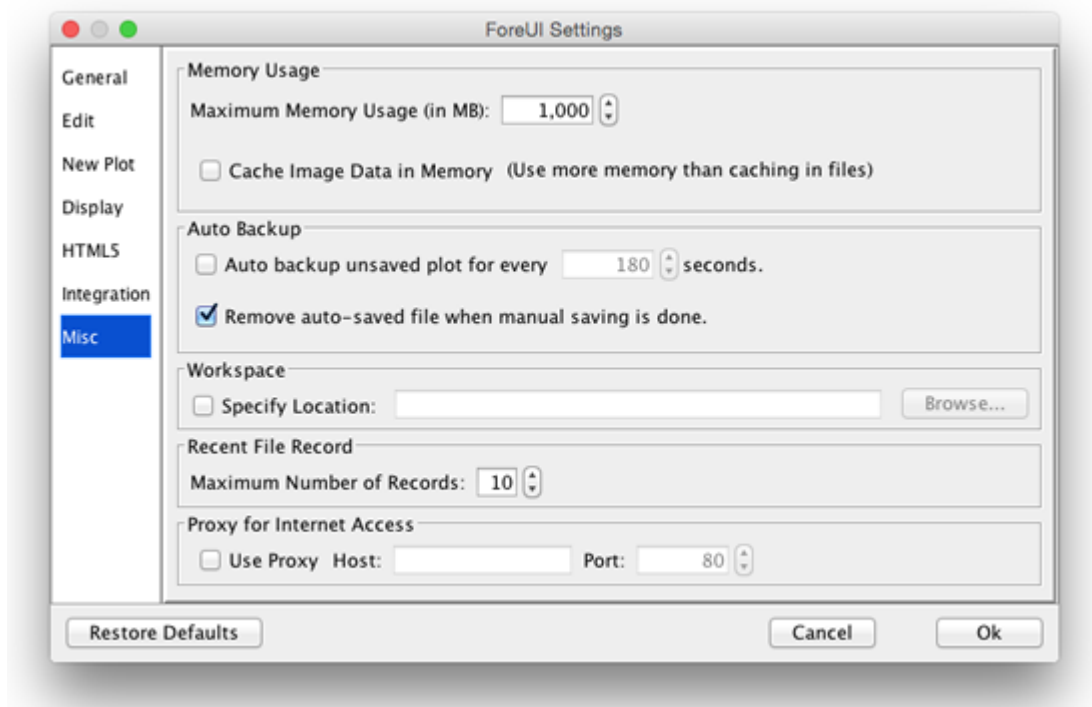 ForeUI Settings
General
Edit
New Plot
Display
HTML5
Integration
Misc
Memory Usage
Maximum Memory Usage (in MB): 1,000
Cache Image Data in Memory (Use more memory than caching in files)
Auto Backup
Auto backup unsaved plot for every 180 seconds.
Remove auto-saved file when manual saving is done.
Workspace
Specify Location: Browse...
Recent File Record
Maximum Number of Records: 10
Proxy for Internet Access
Use Proxy Host: Port: 80
Restore Defaults Cancel Ok